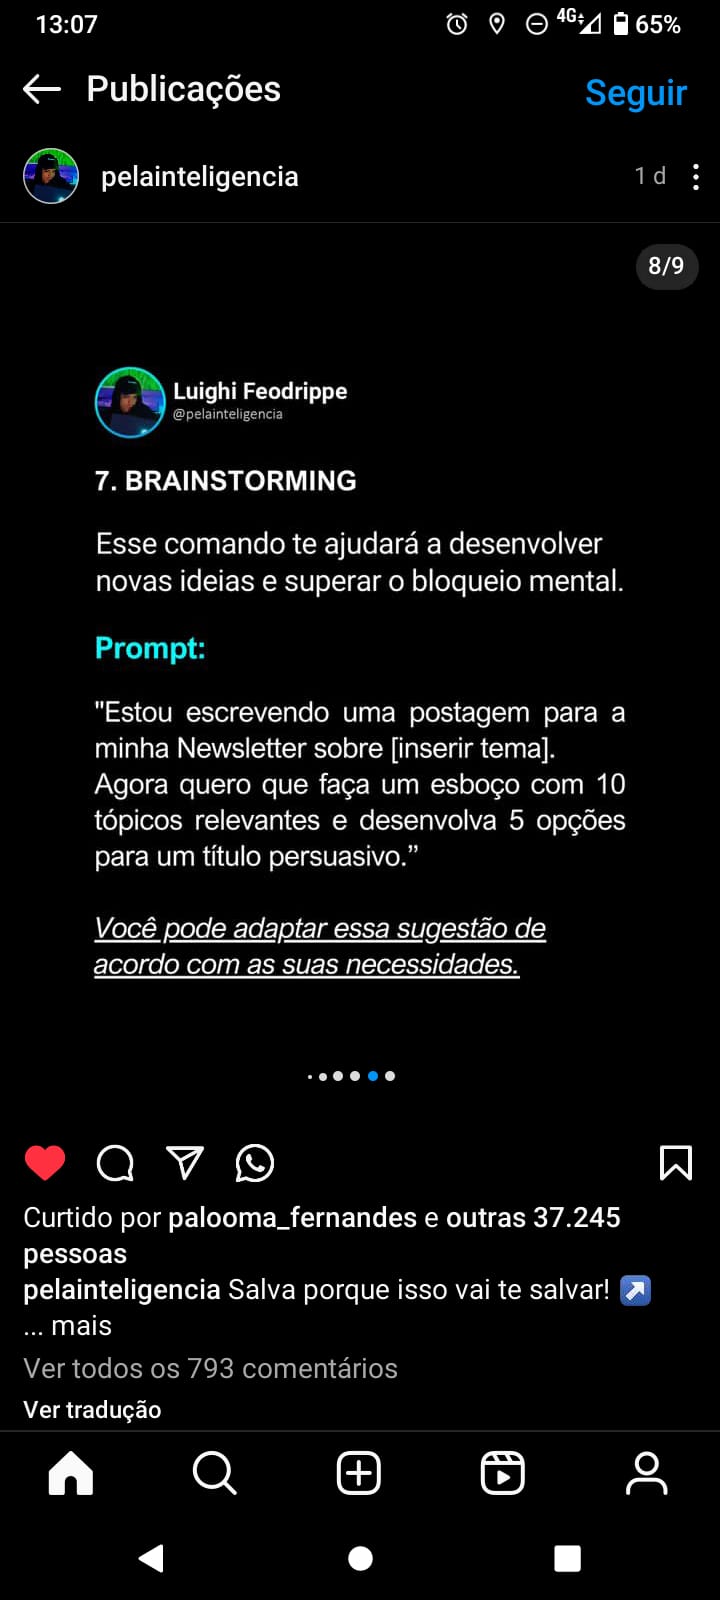 13:07
4G
65%
Publicações
Seguir
pelainteligencia
1 d
8/9
Luighi Feodrippe
@pelainteligencia
7. BRAINSTORMING
Esse comando te ajudará a desenvolver
novas ideias e superar o bloqueio mental.
Prompt:
"Estou escrevendo uma postagem para a
minha Newsletter sobre [inserir tema].
Agora quero que faça um esboço com 10
tópicos relevantes e desenvolva 5 opções
para um título persuasivo.”
Você pode adaptar essa sugestão de
acordo com as suas necessidades.
Curtido por palooma_fernandes e outras 37.245
pessoas
pelainteligencia Salva porque isso vai te salvar! ↗️
... mais
Ver todos os 793 comentários
Ver tradução